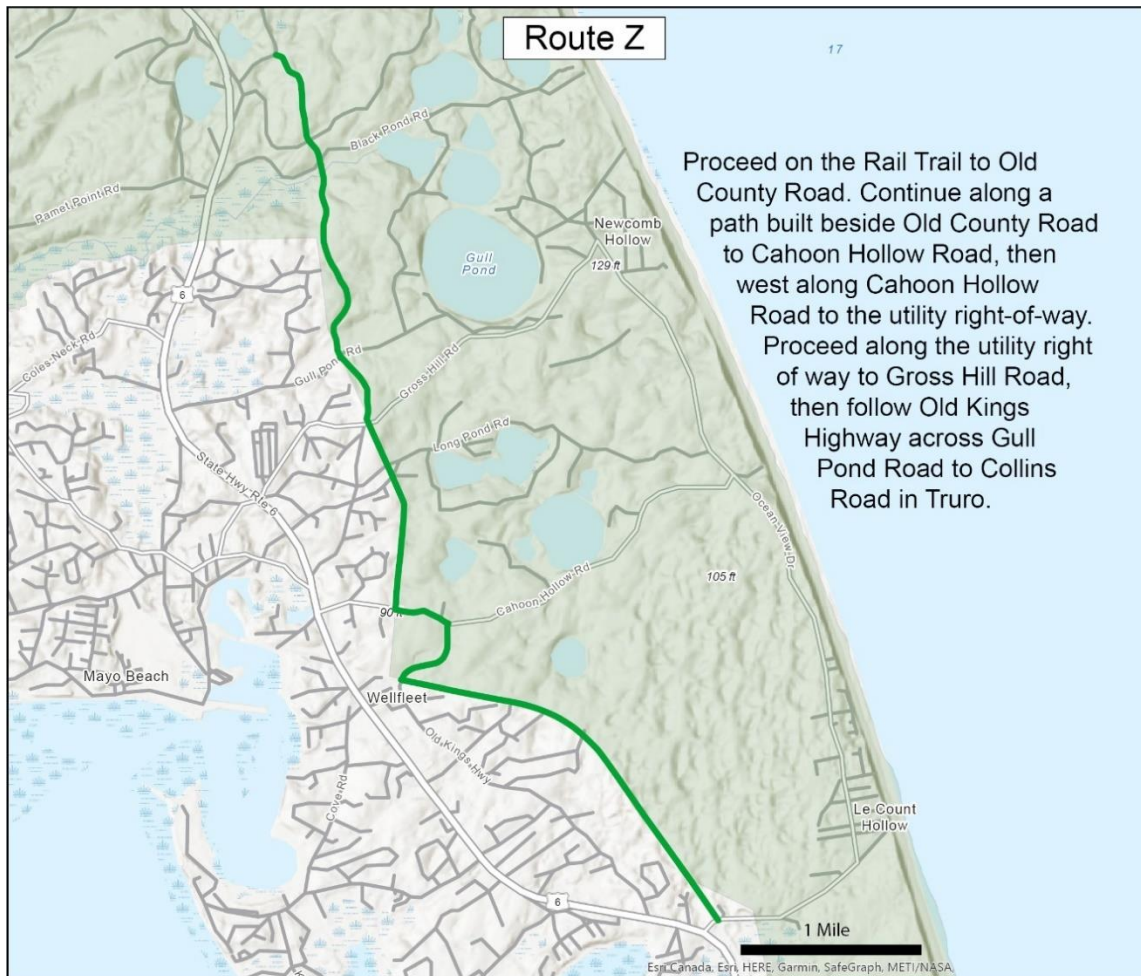 Route Z
17
Proceed on the Rail Trail to Old
County Road. Continue along a
path built beside Old County Road
to Cahoon Hollow Road, then
west along Cahoon Hollow
Road to the utility right-of-way.
Proceed along the utility right
of way to Gross Hill Road,
then follow Old Kings
Highway across Gull
Pond Road to Collins
Road in Truro.
Black Pond Rd
Pamet Point Rd
Newcomb
Hollow
129 ft
Gull
Pond
6
Coles Neck Rd
Gull Pond Rd
Gross Hill Rd
Long Pond Rd
State Hwy Rte 6
Ocean View Dr
105 ft
Cahoon Hollow Rd
90 ft
Mayo Beach
Wellfleet
Old Kings Hwy
Cove Rd
Le Count
Hollow
6
1 Mile
Esri Canada, Esri, HERE, Garmin, SafeGraph, METI/NASA